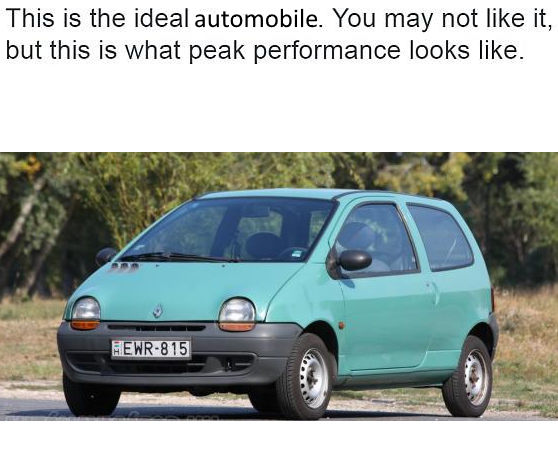 This is the ideal automobile. You may not like it,
but this is what peak performance looks like.
H EWR-815